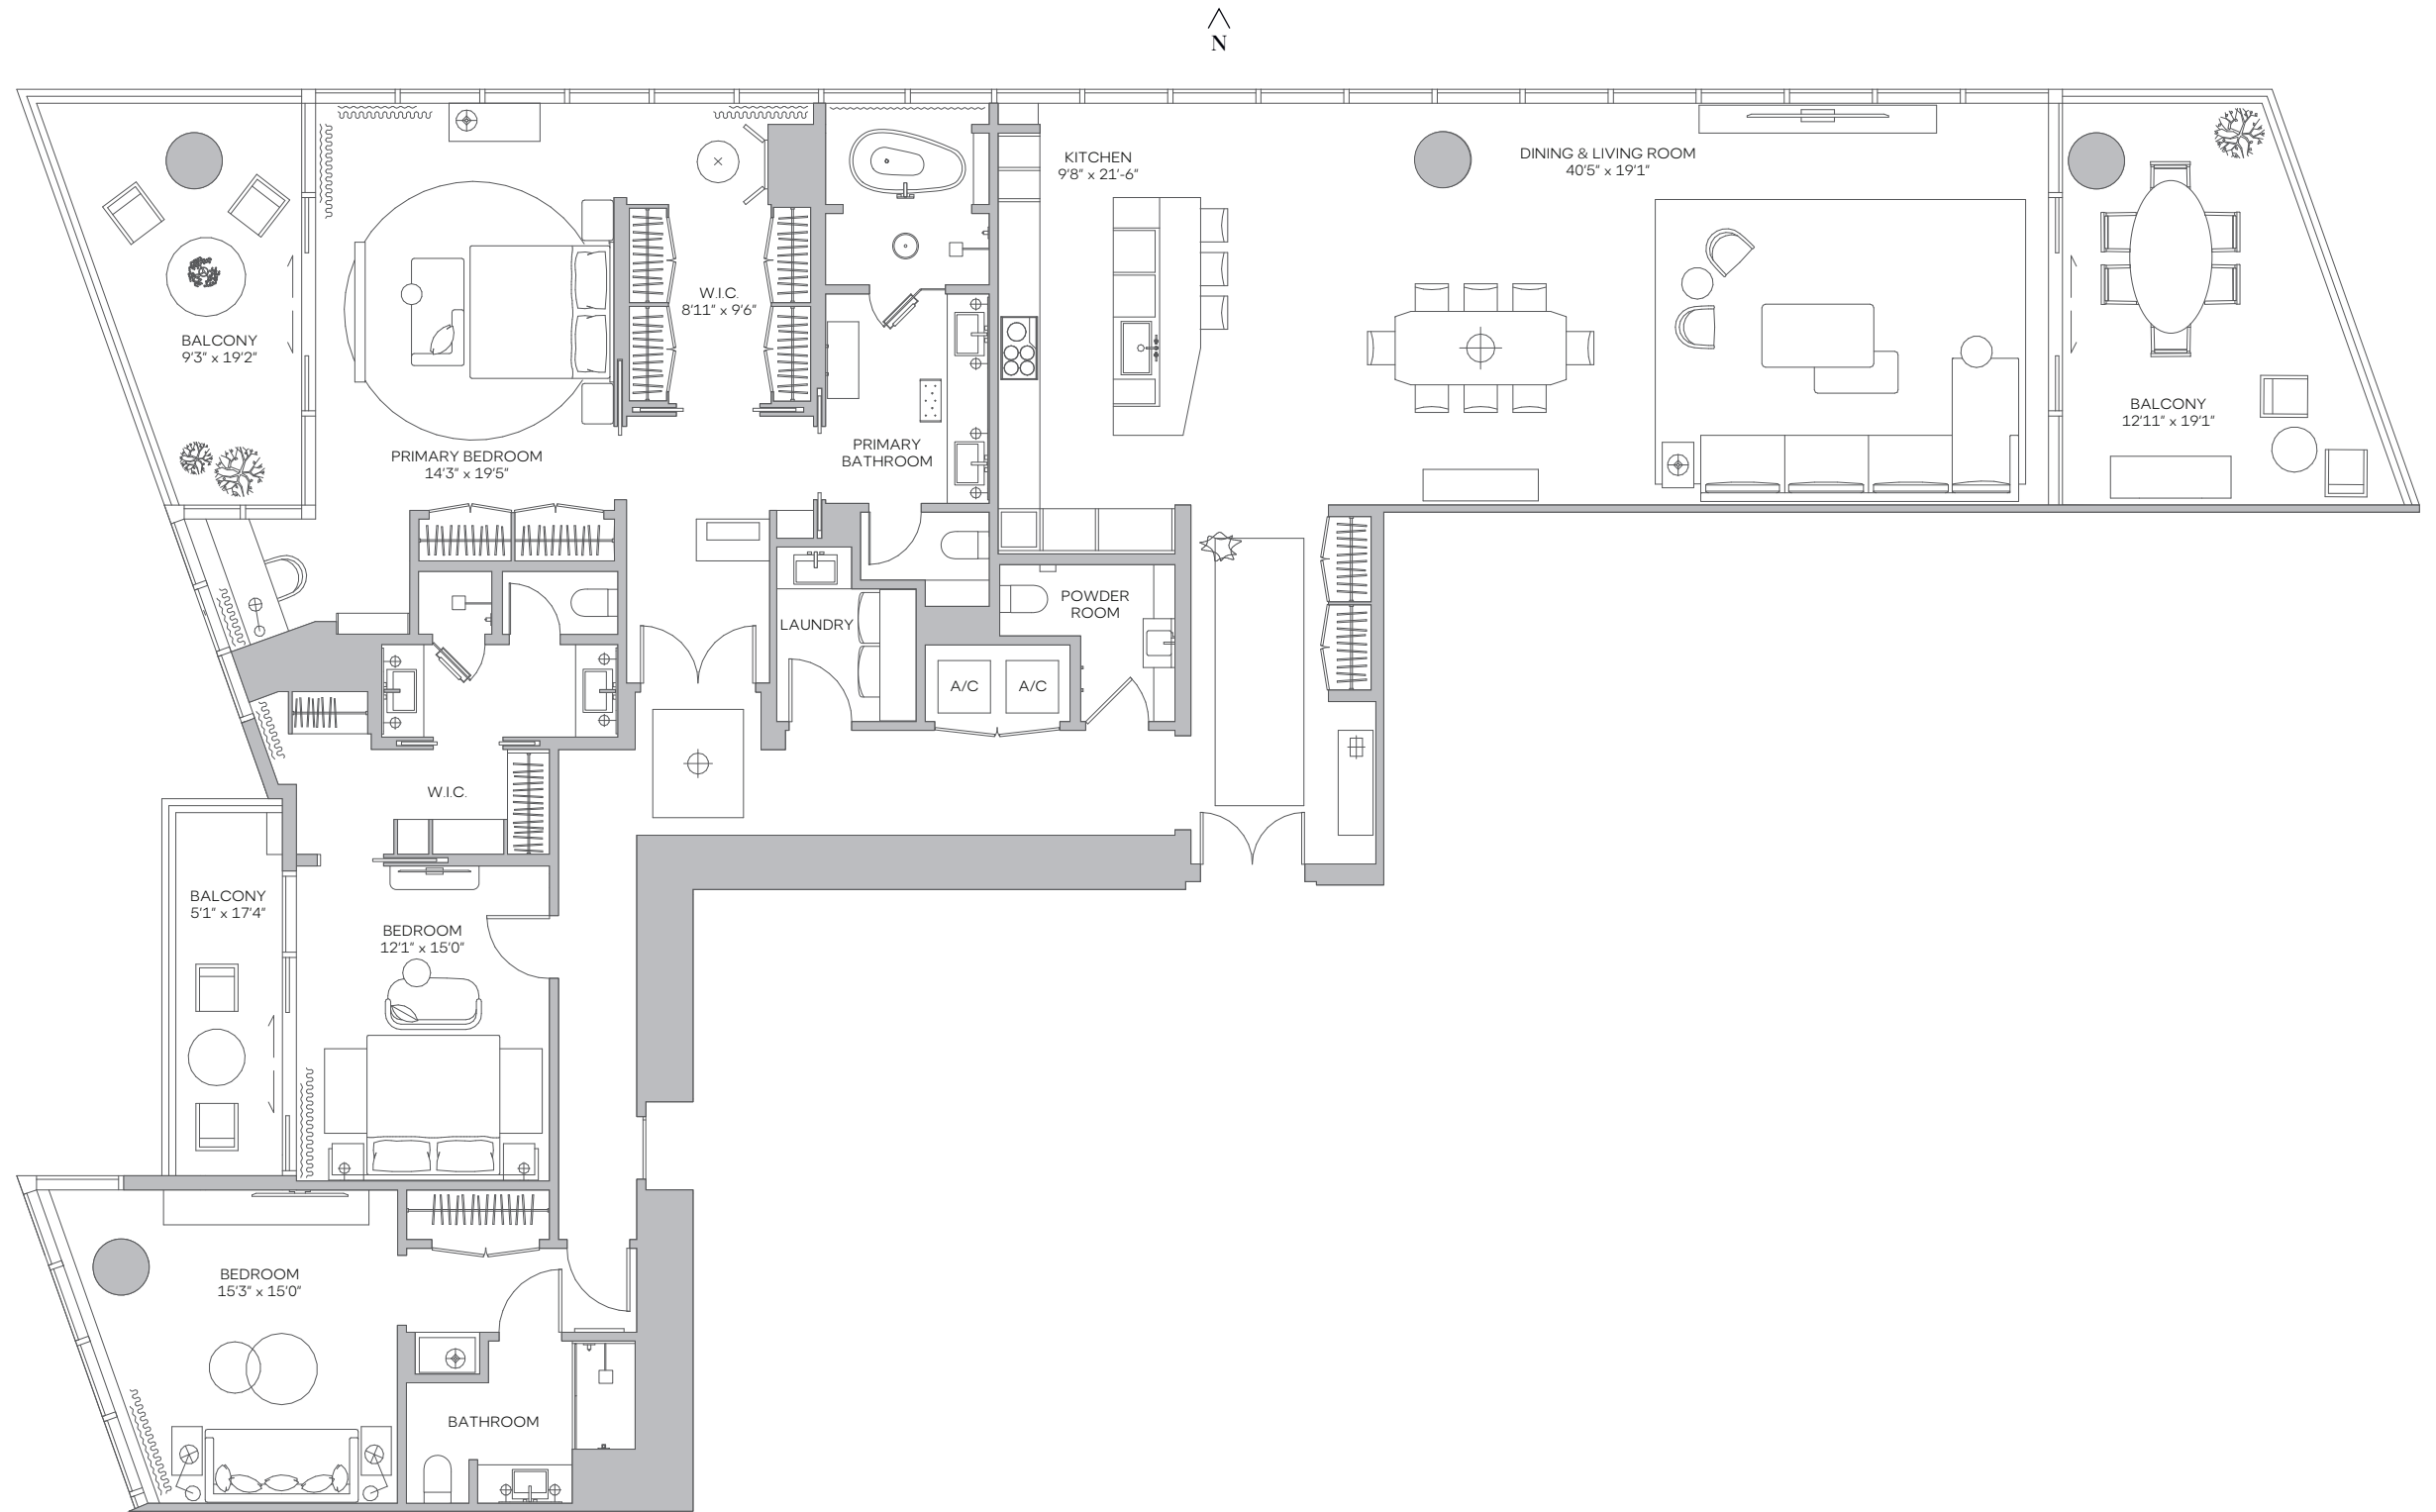 N
KITCHEN
9'8" x 21'-6"
DINING & LIVING ROOM
40'5" x 19'1"
W.I.C.
8'11" x 9'6"
BALCONY
9'3" x 19'2"
BALCONY
12'11" x 19'1"
PRIMARY
BATHROOM
PRIMARY BEDROOM
14'3" x 19'5"
POWDER
ROOM
LAUNDRY
A/C
A/C
W.I.C.
BALCONY
5'1" x 17'4"
BEDROOM
12'1" x 15'0"
BEDROOM
15'3" x 15'0"
BATHROOM